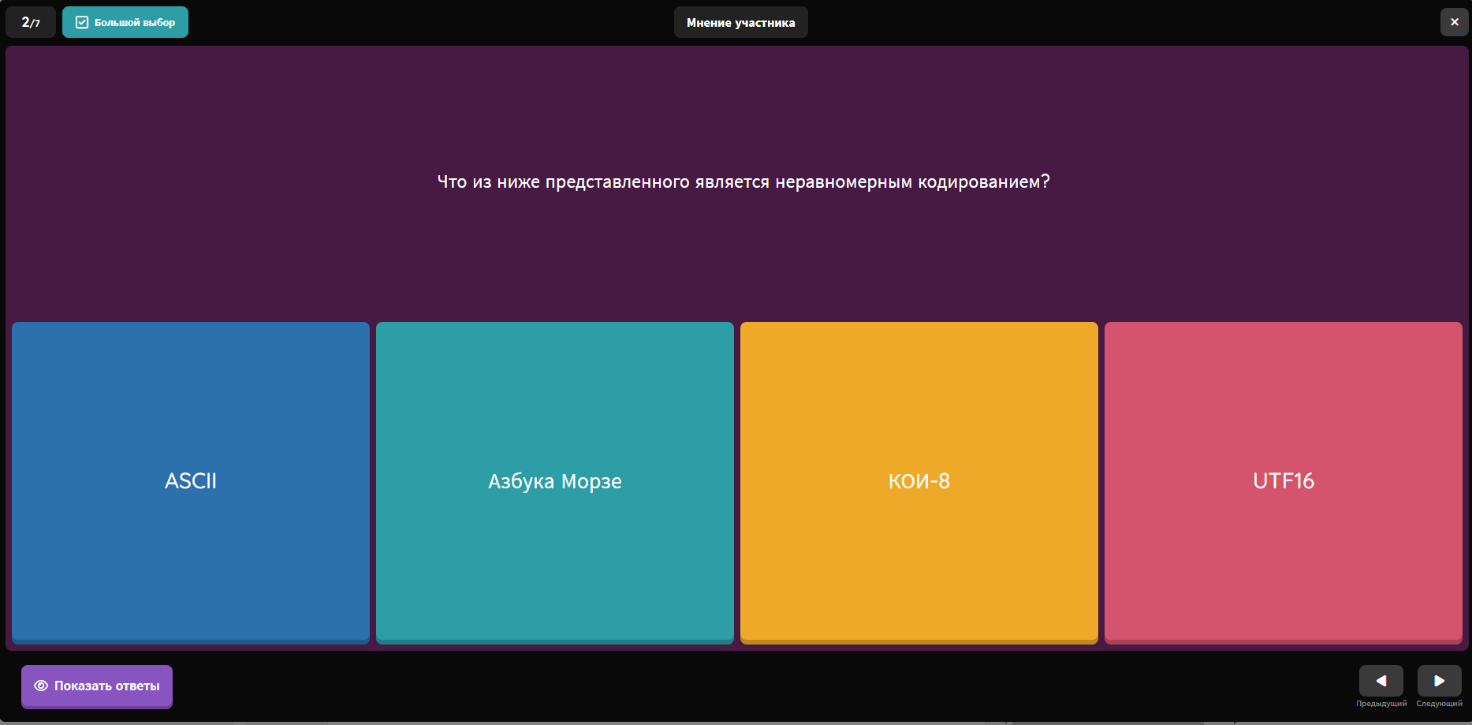 2/7
Большой выбор
Мнение участника
×
Что из ниже представленного является неравномерным кодированием?
ASCII
Азбука Морзе
КОИ-8
UTF16
Показать ответы
Предыдущий
Следующий